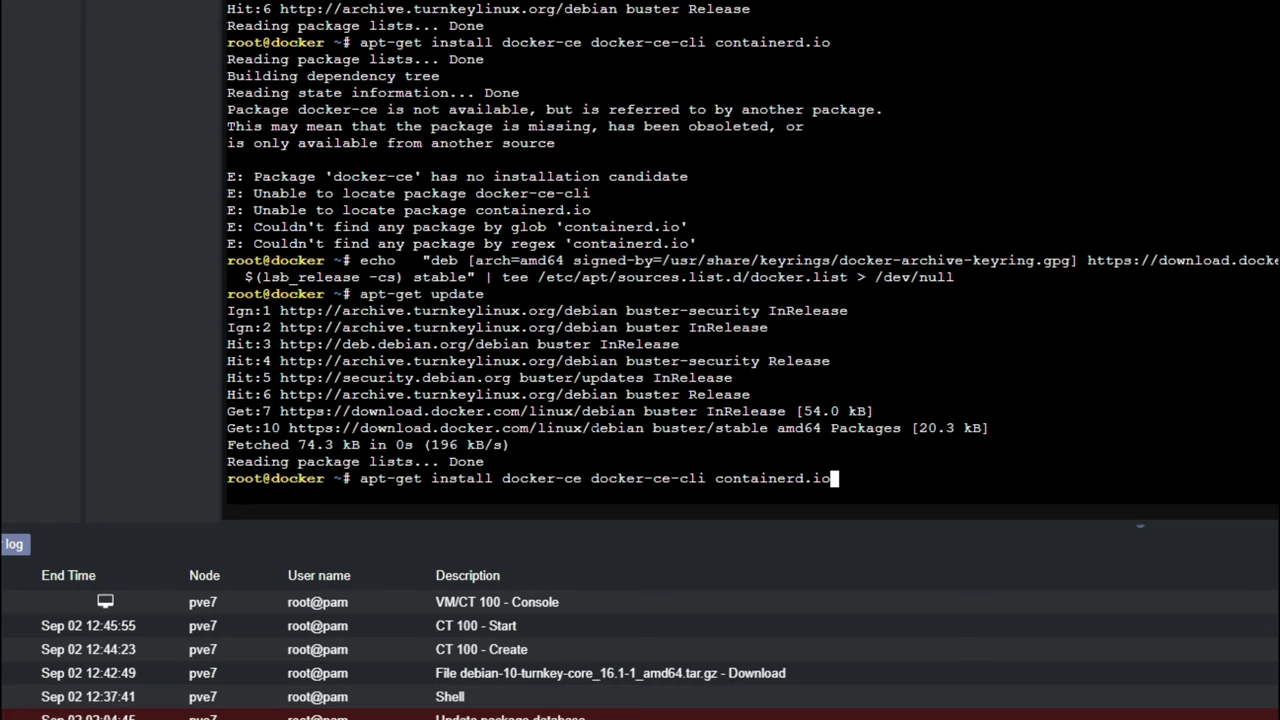 Hit:6 http://archive.turnkeylinux.org/debian buster Release
Reading package lists... Done
root@docker ~# apt-get install docker-ce docker-ce-cli containerd.io
Reading package lists... Done
Building dependency tree
Reading state information... Done
Package docker-ce is not available, but is referred to by another package.
This may mean that the package is missing, has been obsoleted, or
is only available from another source
E: Package 'docker-ce' has no installation candidate
E: Unable to locate package docker-ce-cli
E: Unable to locate package containerd.io
E: Couldn't find any package by glob 'containerd.io'
E: Couldn't find any package by regex 'containerd.io'
root@docker ~# echo "deb [arch=amd64 signed-by=/usr/share/keyrings/docker-archive-keyring.gpg] https://download.docke
$(lsb_release -cs) stable" | tee /etc/apt/sources.list.d/docker.list > /dev/null
root@docker ~# apt-get update
Ign:1 http://archive.turnkeylinux.org/debian buster-security InRelease
Ign:2 http://archive.turnkeylinux.org/debian buster InRelease
Hit:3 http://deb.debian.org/debian buster InRelease
Hit:4 http://archive.turnkeylinux.org/debian buster-security Release
Hit:5 http://security.debian.org buster/updates InRelease
Hit:6 http://archive.turnkeylinux.org/debian buster Release
Get:7 https://download.docker.com/linux/debian buster InRelease [54.0 kB]
Get:10 https://download.docker.com/linux/debian buster/stable amd64 Packages [20.3 kB]
Fetched 74.3 kB in 0s (196 kB/s)
Reading package lists... Done
root@docker ~# apt-get install docker-ce docker-ce-cli containerd.io
log
End Time Node User name Description
pve7 root@pam VM/CT 100 - Console
Sep 02 12:45:55 pve7 root@pam CT 100 - Start
Sep 02 12:44:23 pve7 root@pam CT 100 - Create
Sep 02 12:42:49 pve7 root@pam File debian-10-turnkey-core_16.1-1_amd64.tar.gz - Download
Sep 02 12:37:41 pve7 root@pam Shell
Sep 02 02:04:45 pve7 root@pam Update package database